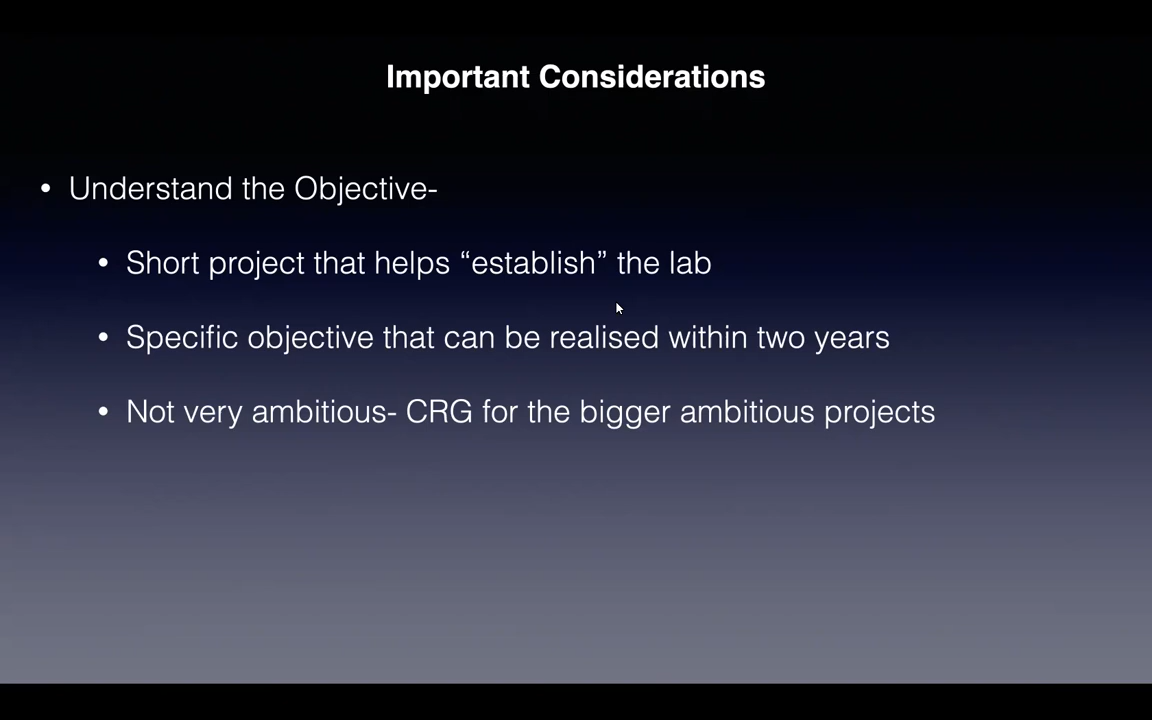 Important Considerations
• Understand the Objective-
• Short project that helps “establish” the lab
• Specific objective that can be realised within two years
• Not very ambitious- CRG for the bigger ambitious projects